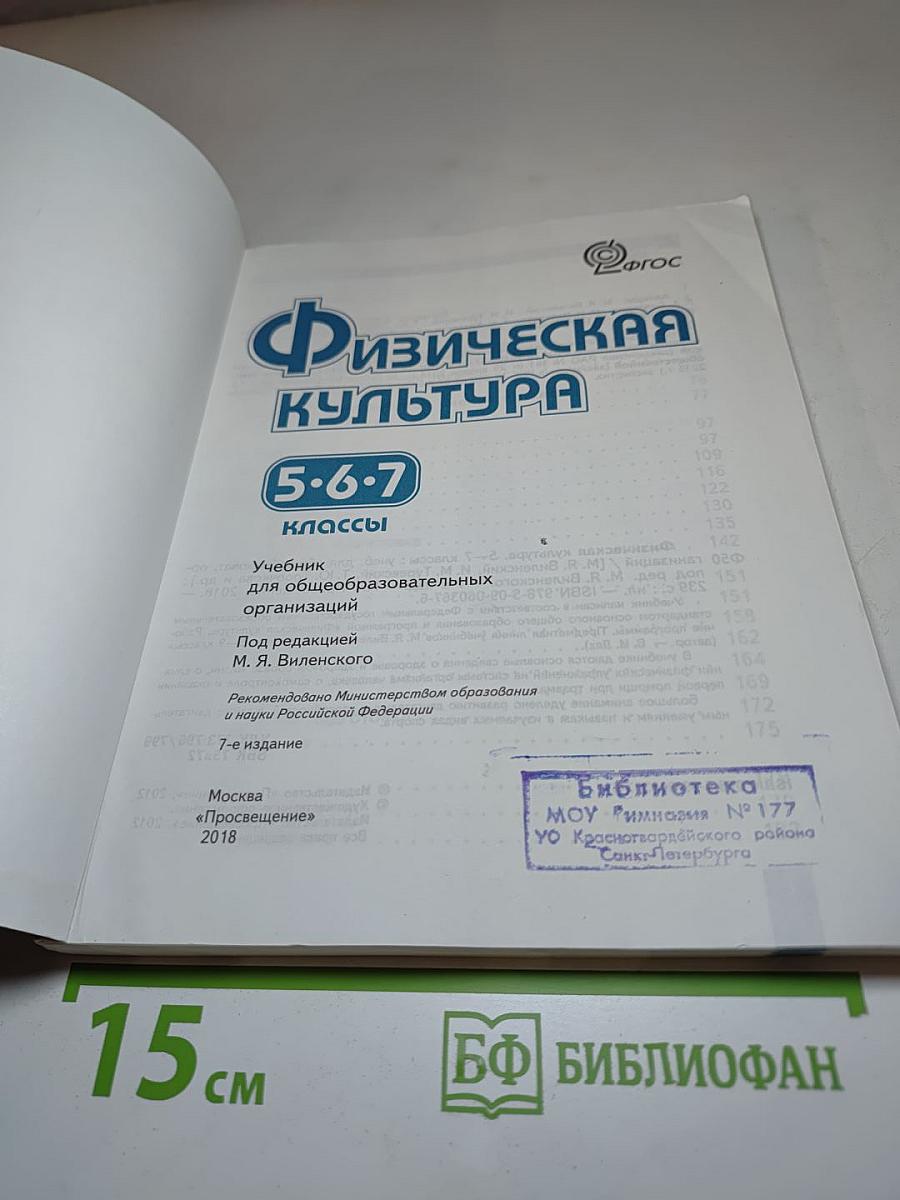 ФГОС
Физическая
культура
5•6•7
классы
Учебник
для общеобразовательных
организаций
Под редакцией
М. Я. Виленского
Рекомендовано Министерством образования
и науки Российской Федерации
7-е издание
Москва
«Просвещение»
2018
Библиотека
МОУ Гимназия № 177
УО Красногвардейского района
Санкт-Петербурга
15 см
БФ БИБЛИОФАН